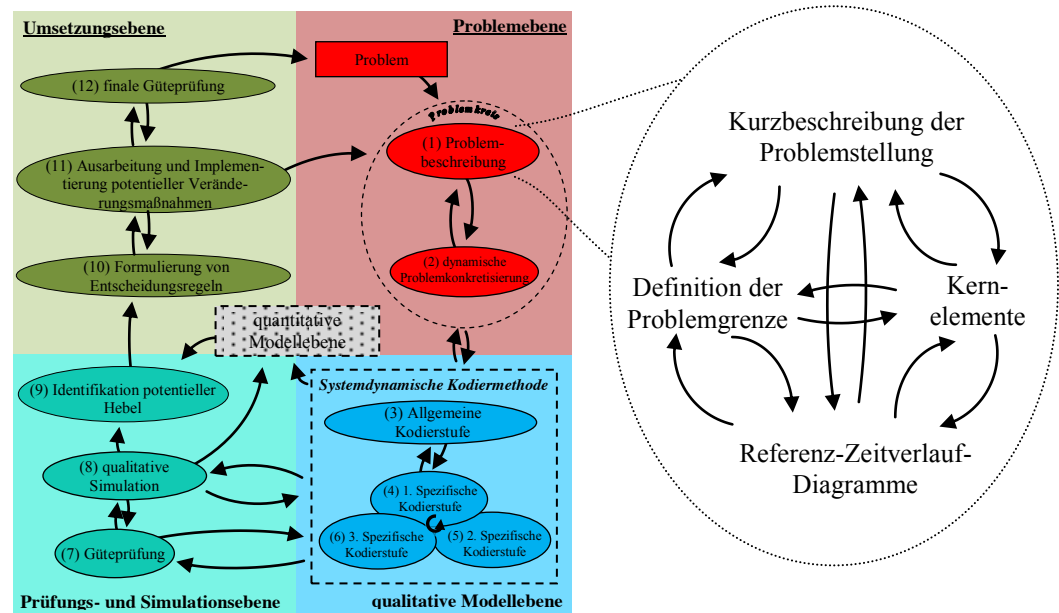 Umsetzungsebene
Problemebene
Problem
(12) finale Güteprüfung
Problemkreis
(1) Problem-
beschreibung
(11) Ausarbeitung und Implemen-
tierung potentieller Verände-
rungsmaßnahmen
(2) dynamische
Problemkonkretisierung
(10) Formulierung von
Entscheidungsregeln
quantitative
Modellebene
(9) Identifikation potentieller
Hebel
Systemdynamische Kodiermethode
(3) Allgemeine
Kodierstufe
(8) qualitative
Simulation
(4) 1. Spezifische
Kodierstufe
(6) 3. Spezifische
Kodierstufe
(5) 2. Spezifische
Kodierstufe
(7) Güteprüfung
Prüfungs- und Simulationsebene
qualitative Modellebene
Kurzbeschreibung der
Problemstellung
Definition der
Problemgrenze
Kern-
elemente
Referenz-Zeitverlauf-
Diagramme